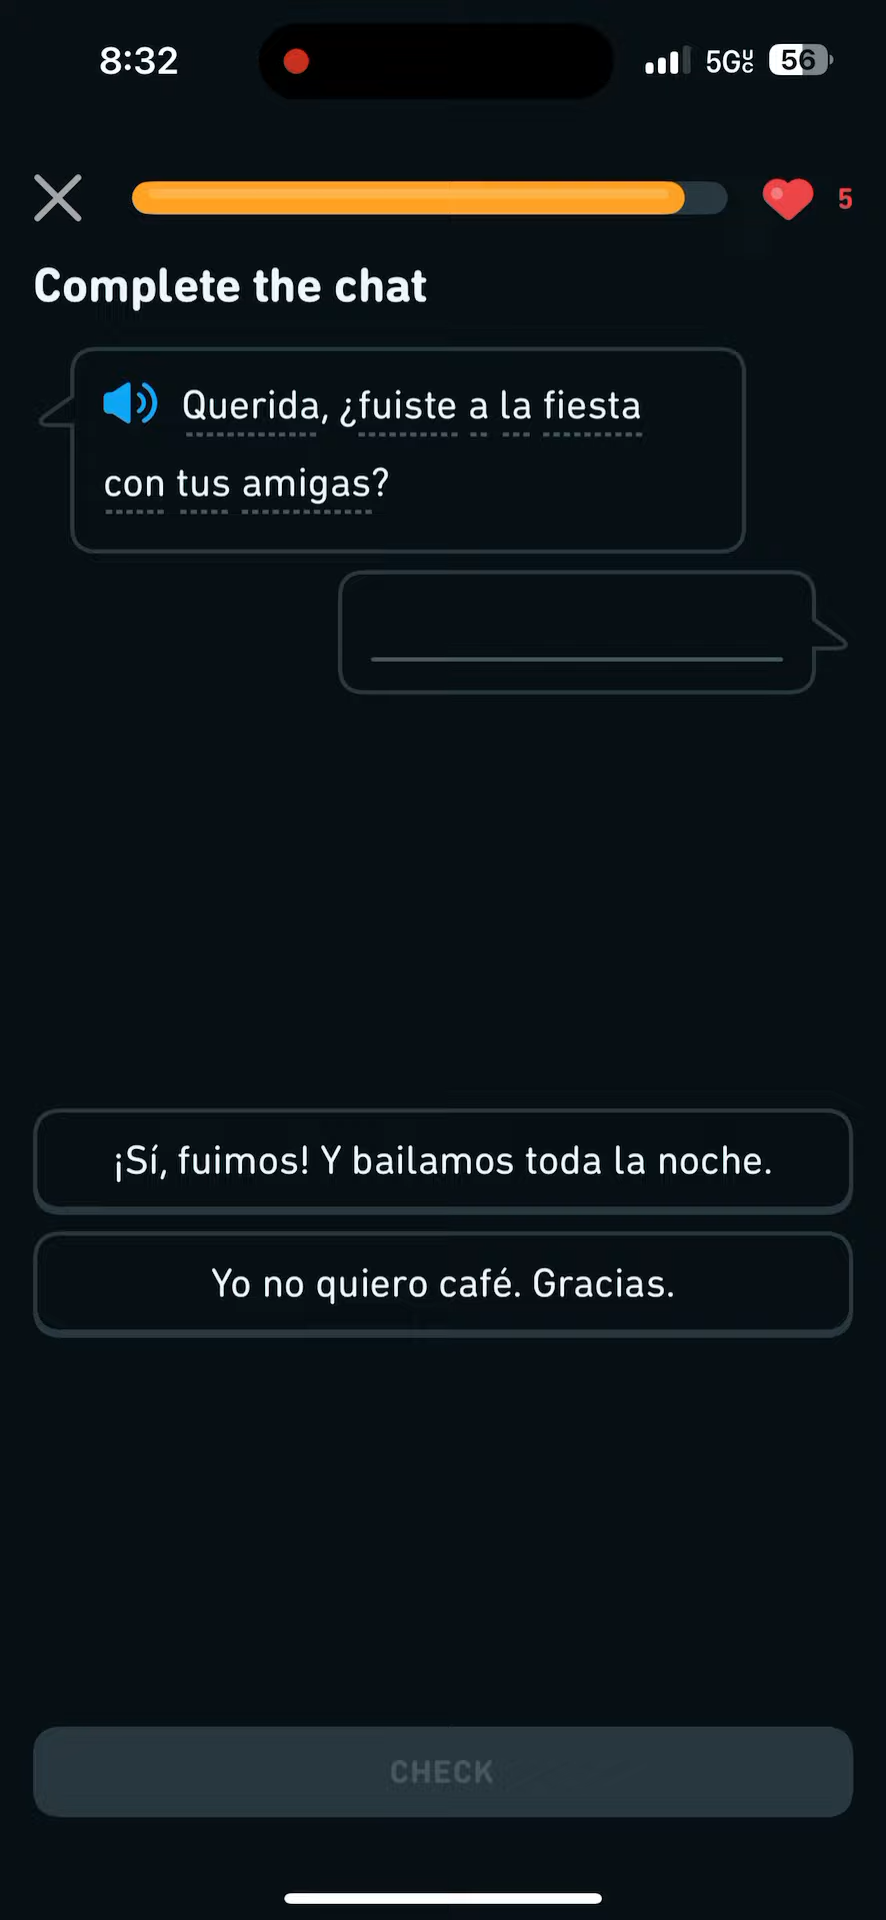 8:32
5GUC
56
5
Complete the chat
Querida, ¿fuiste a la fiesta
con tus amigas?
¡Sí, fuimos! Y bailamos toda la noche.
Yo no quiero café. Gracias.
CHECK